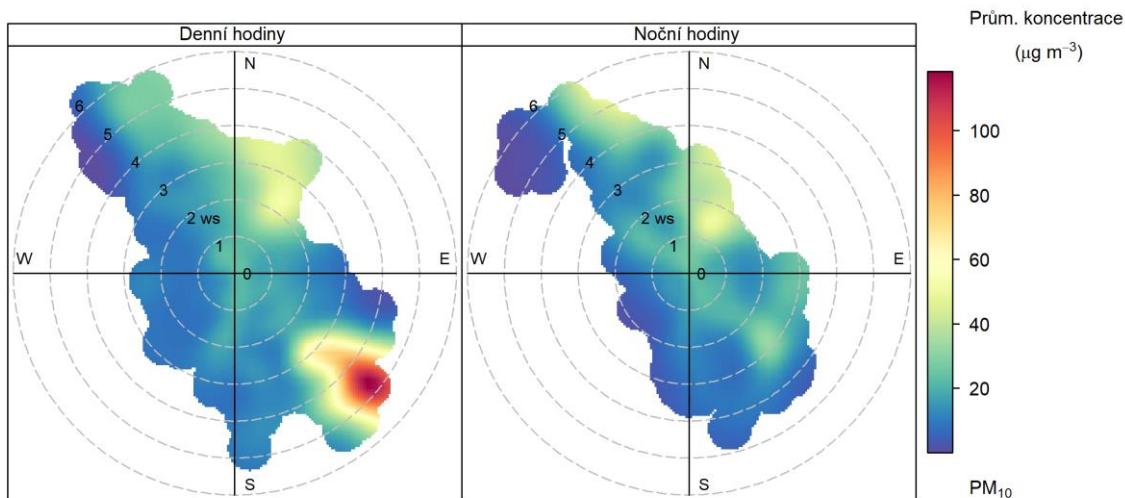 Denní hodiny
Noční hodiny
Prům. koncentrace
(μg m⁻³)
N
6
5
4
3
2 ws
1
0
W
E
S
N
6
5
4
3
2 ws
1
0
W
E
S
100
80
60
40
20
PM₁₀